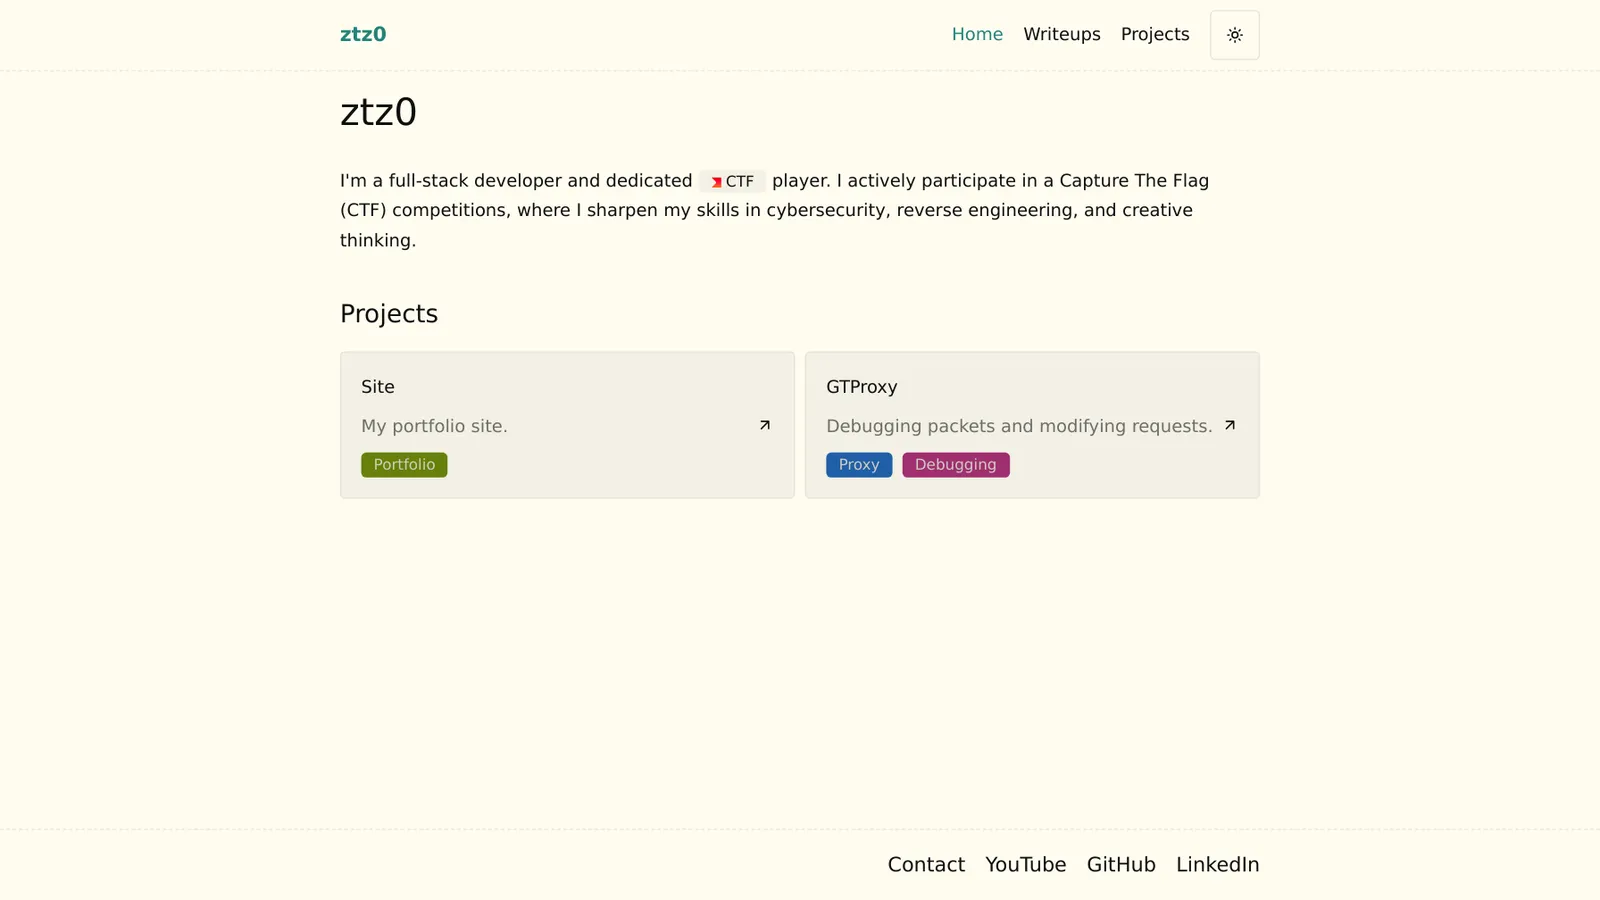 ztz0
Home Writeups Projects
ztz0
I'm a full-stack developer and dedicated CTF player. I actively participate in a Capture The Flag
(CTF) competitions, where I sharpen my skills in cybersecurity, reverse engineering, and creative
thinking.
Projects
Site
My portfolio site.
Portfolio
GTProxy
Debugging packets and modifying requests.
Proxy Debugging
Contact YouTube GitHub LinkedIn